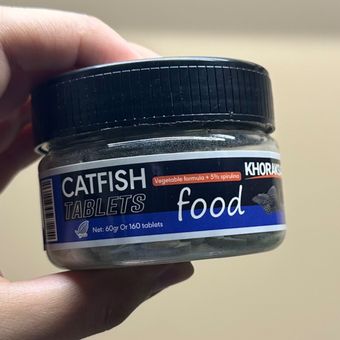 CATFISH
TABLETS
Vegetable formula + 5% spirulina
food
Net: 60gr Or 160 tablets